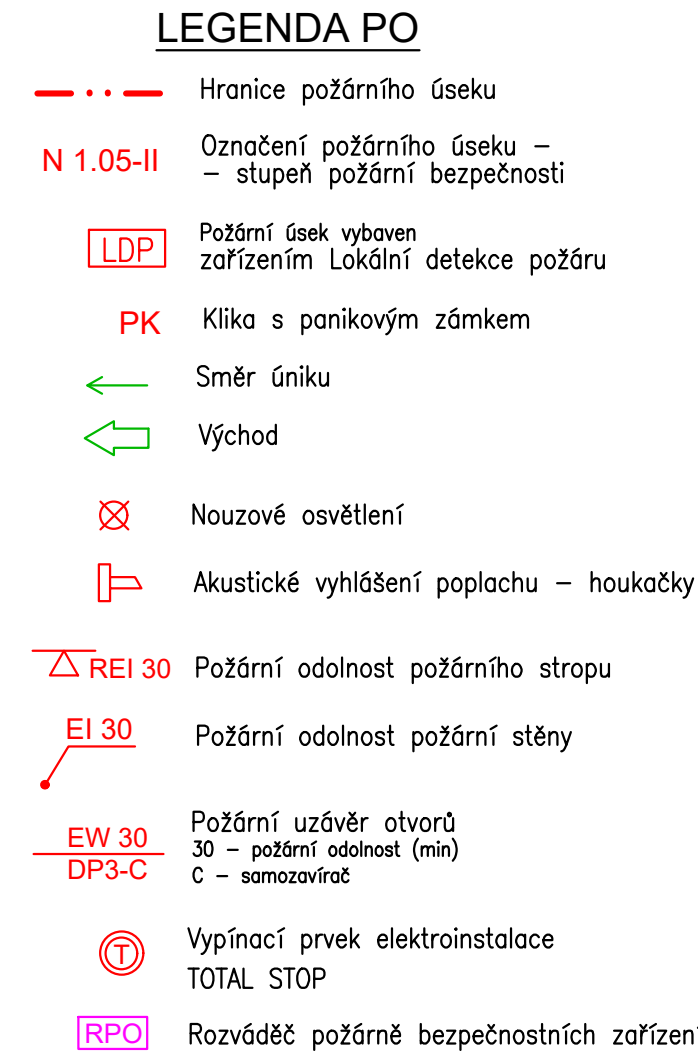 LEGENDA PO
Hranice požárního úseku
N 1.05-II
Označení požárního úseku –
– stupeň požární bezpečnosti
LDP
Požární úsek vybaven
zařízením Lokální detekce požáru
PK
Klika s panikovým zámkem
Směr úniku
Východ
Nouzové osvětlení
Akustické vyhlášení poplachu – houkačky
REI 30
Požární odolnost požárního stropu
EI 30
Požární odolnost požární stěny
EW 30
DP3-C
Požární uzávěr otvorů
30 – požární odolnost (min)
C – samozavírač
T
Vypínací prvek elektroinstalace
TOTAL STOP
RPO
Rozváděč požárně bezpečnostních zařízen